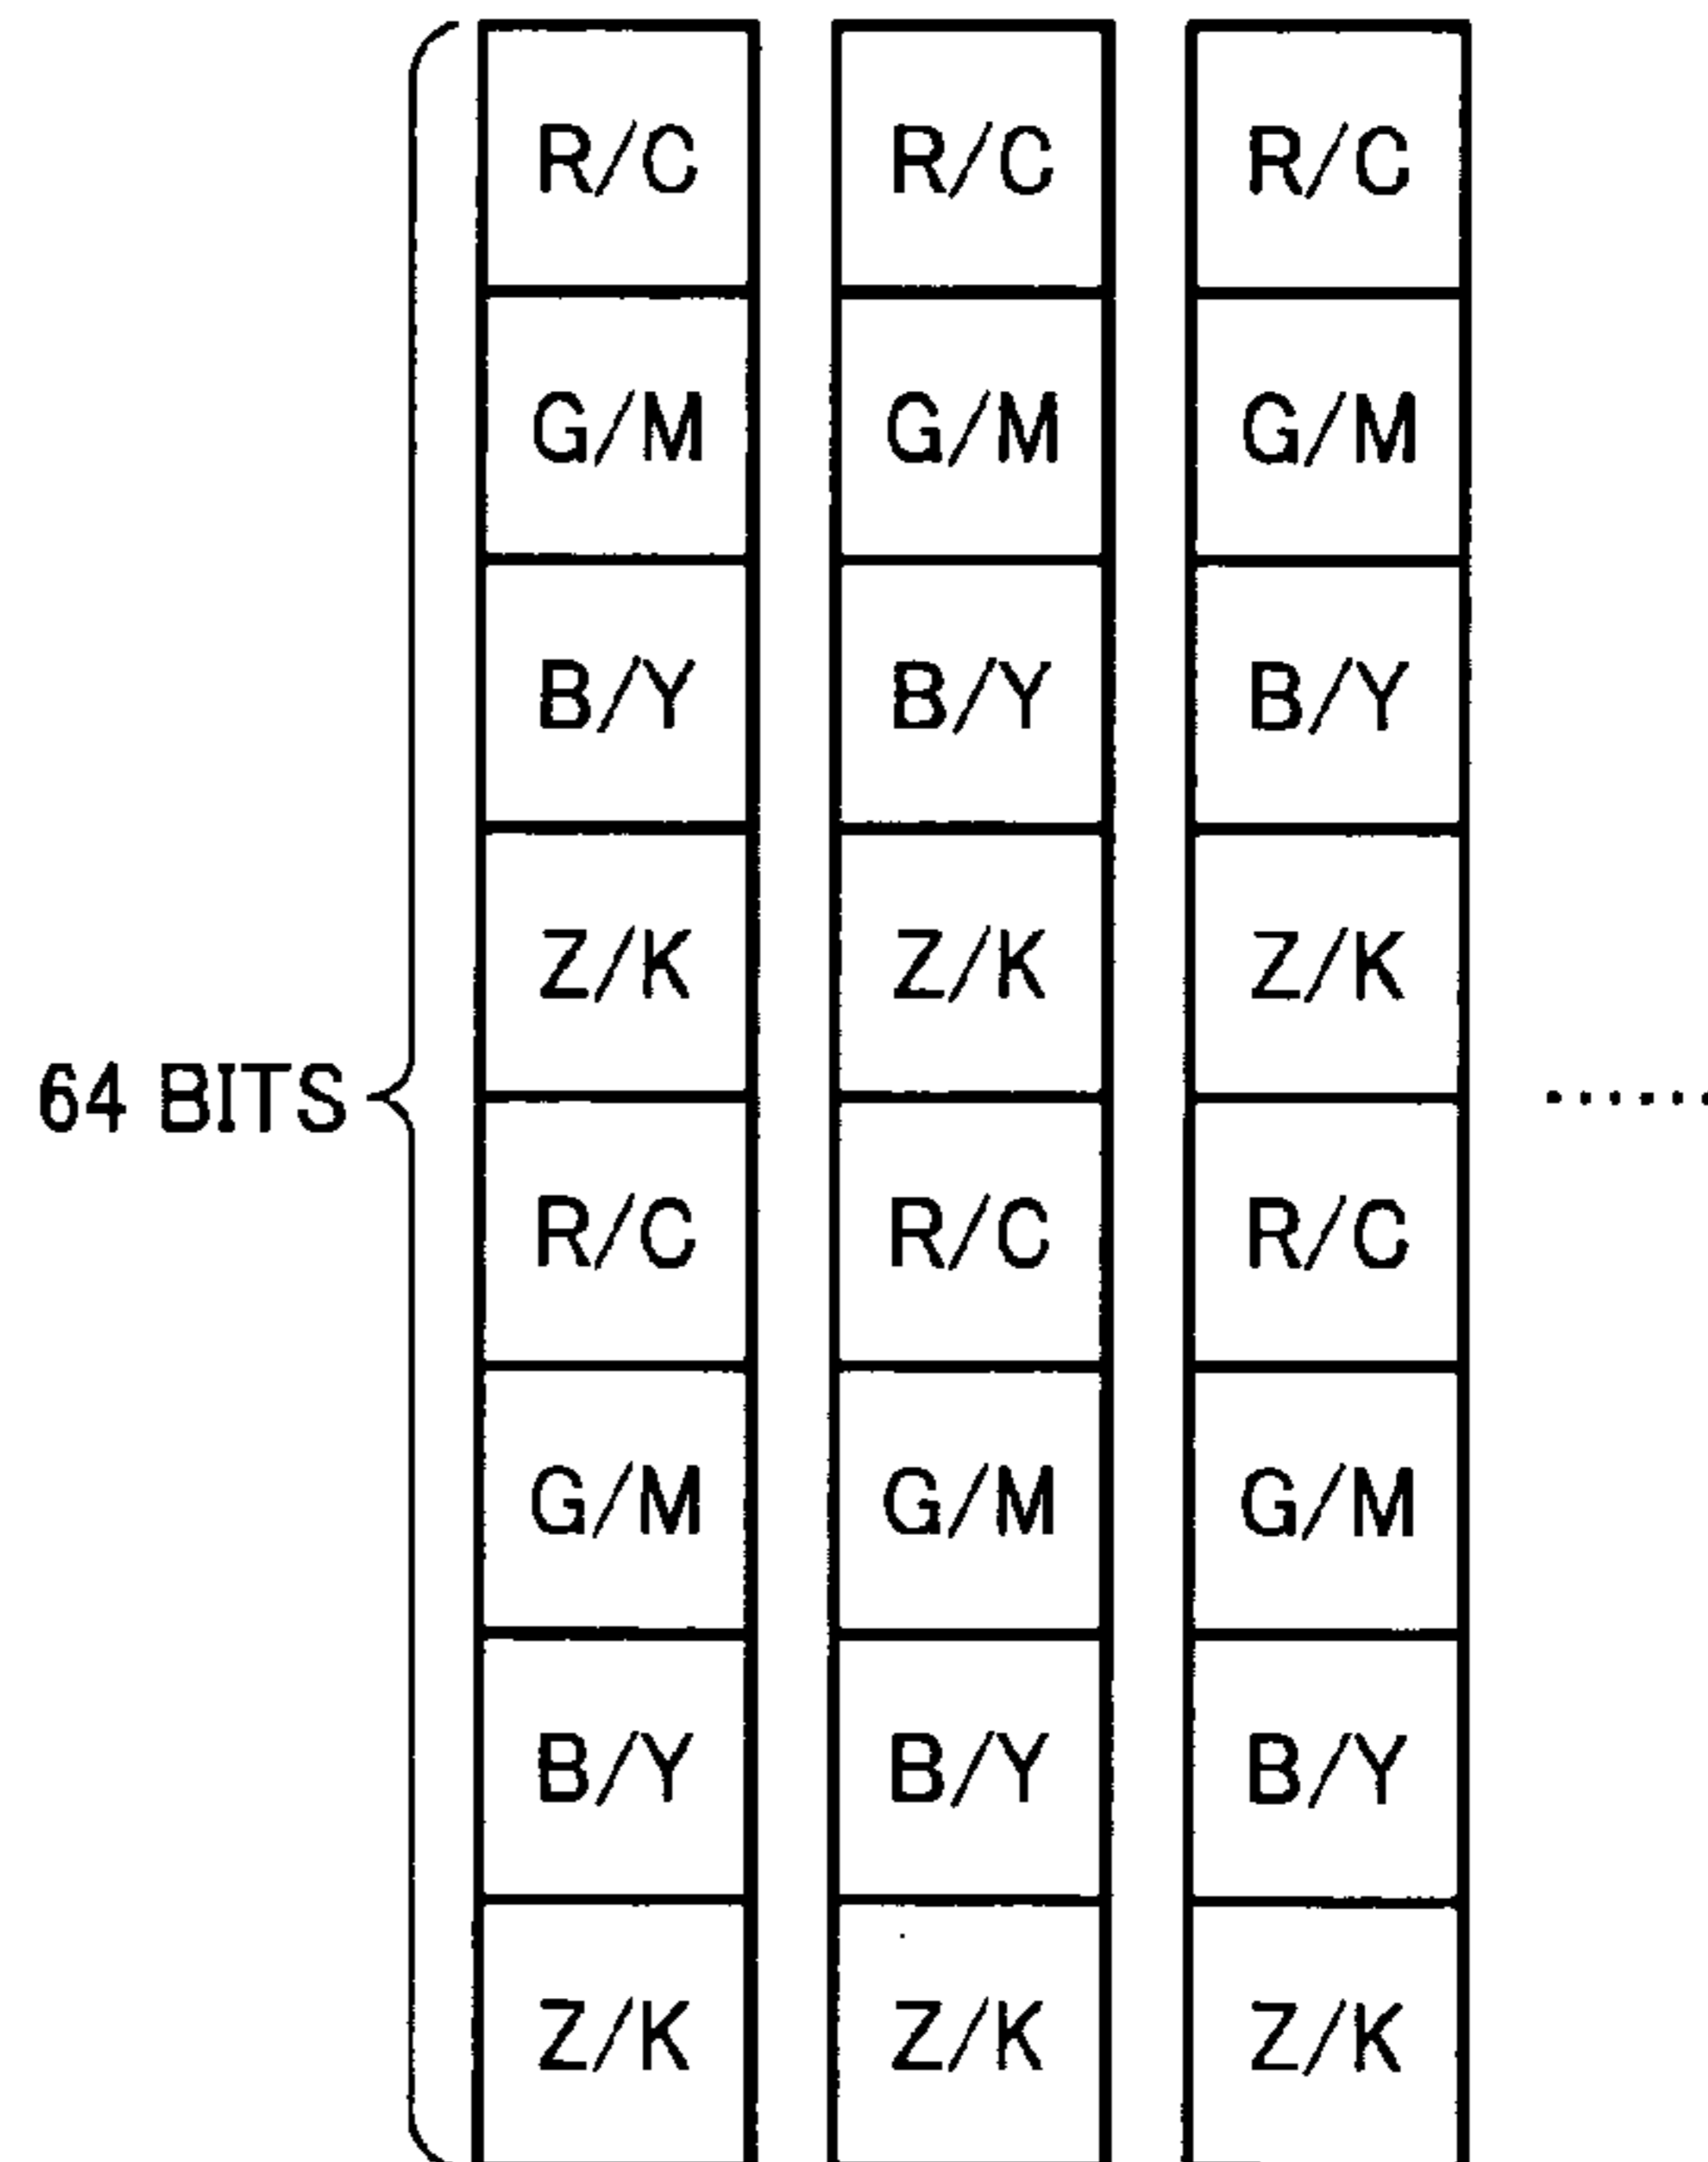 R/C R/C R/C
G/M G/M G/M
B/Y B/Y B/Y
Z/K Z/K Z/K
64 BITS ......
R/C R/C R/C
G/M G/M G/M
B/Y B/Y B/Y
Z/K Z/K Z/K